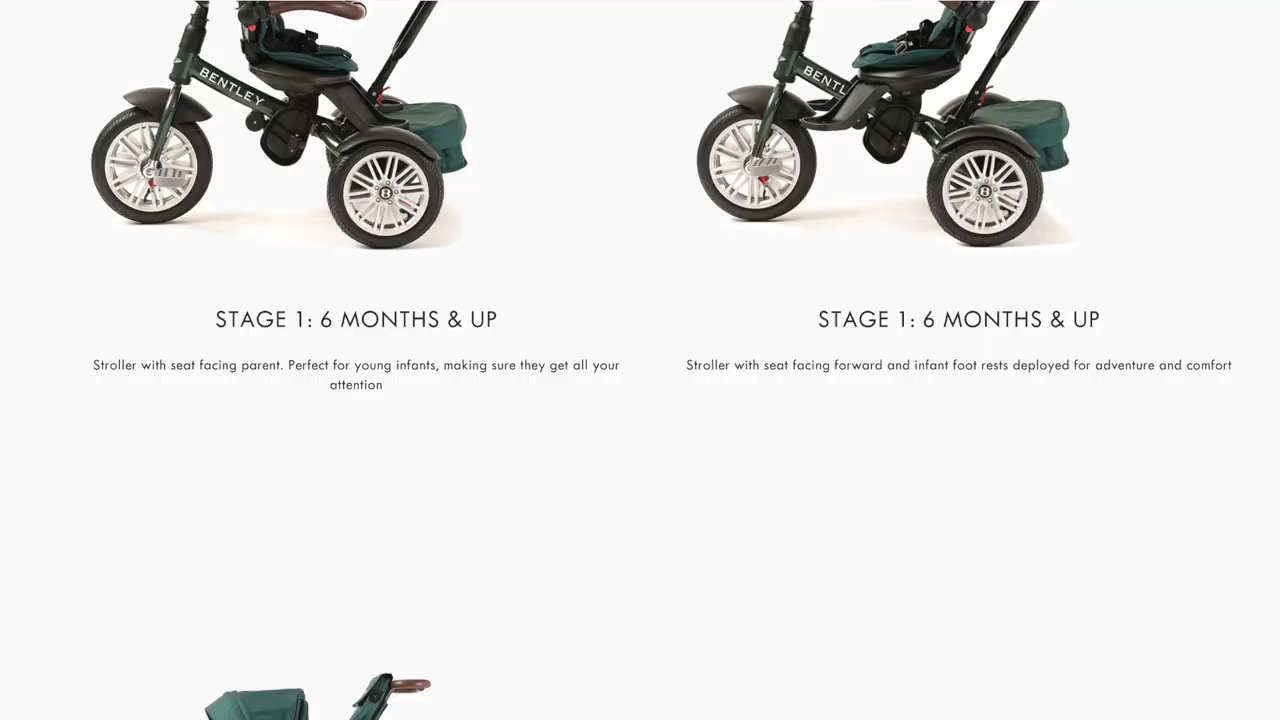 BENTLEY
BENTL
B
B
STAGE 1: 6 MONTHS & UP
STAGE 1: 6 MONTHS & UP
Stroller with seat facing parent. Perfect for young infants, making sure they get all your
attention
Stroller with seat facing forward and infant foot rests deployed for adventure and comfort